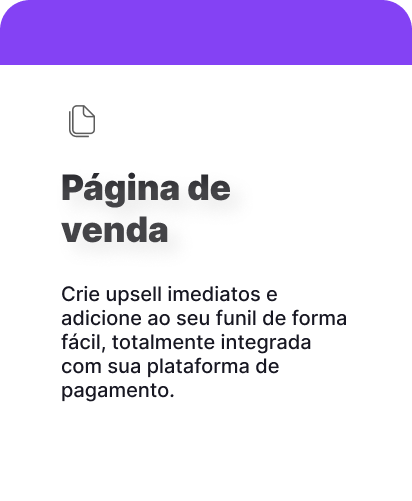 Página de
venda
Crie upsell imediatos e
adicione ao seu funil de forma
fácil, totalmente integrada
com sua plataforma de
pagamento.